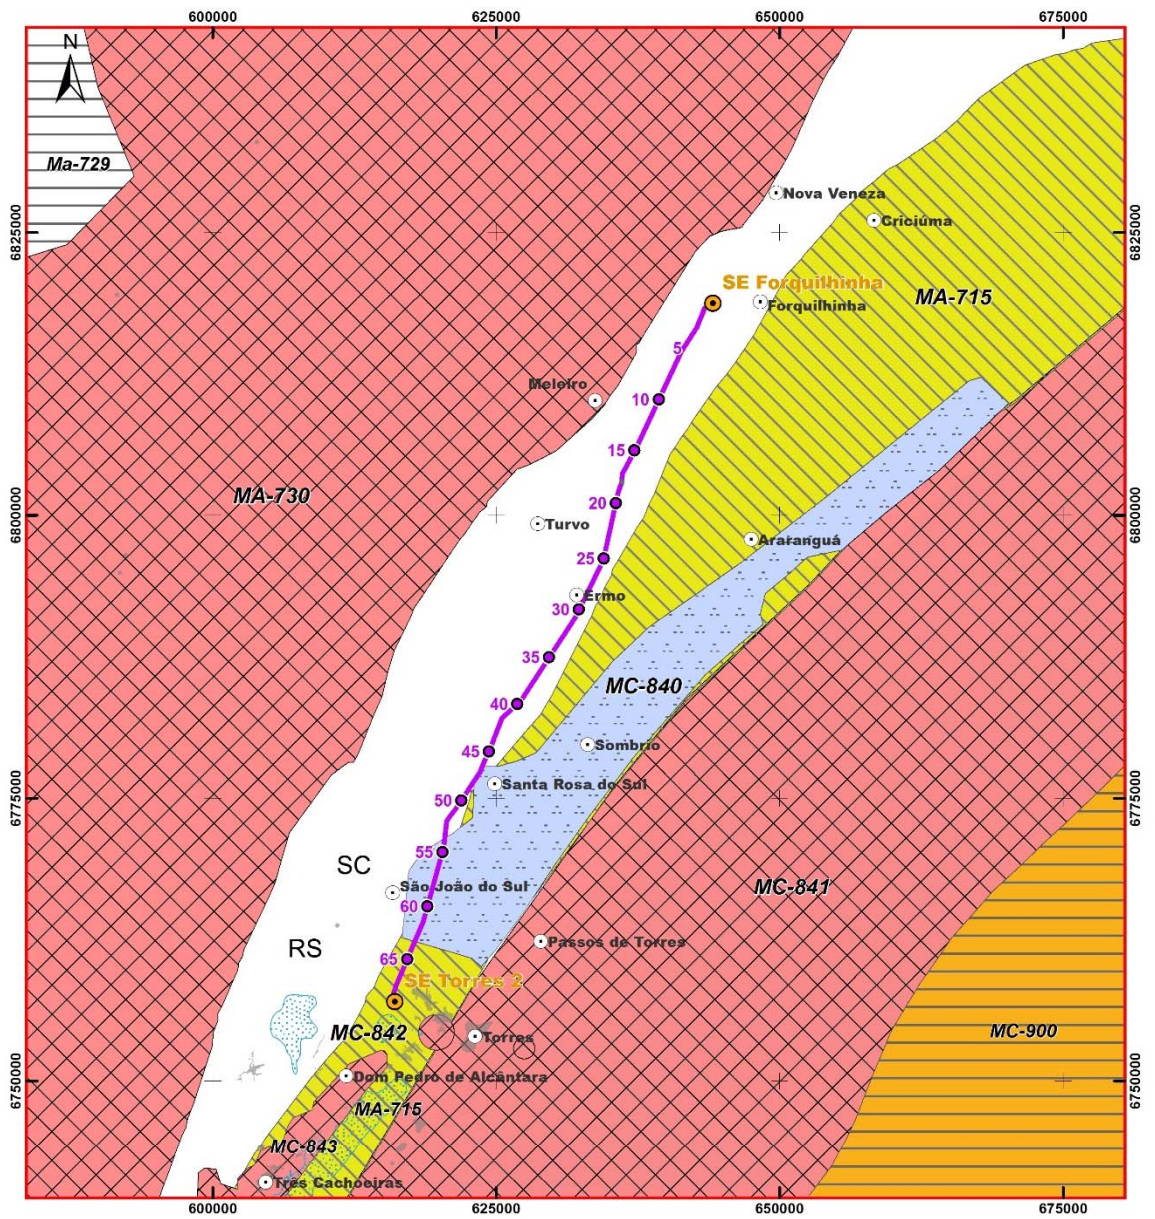 600000 625000 650000 675000
N
Ma-729
Nova Veneza
Criciúma
6825000 6825000
SE Forquilhinha
MA-715
Forquilhinha
5
Meleiro
10
15
MA-730
20
6800000 6800000
Turvo
Araranguá
25
Ermo
30
35
MC-840
40
Sombrio
45
Santa Rosa do Sul
6775000 6775000
50
55
SC
MC-841
São João do Sul
60
RS
Passos de Torres
65
SE Torres 2
MC-842
Torres
MC-900
Dom Pedro de Alcântara
6750000 6750000
MA-715
MC-843
Três Cachoeiras
600000 625000 650000 675000